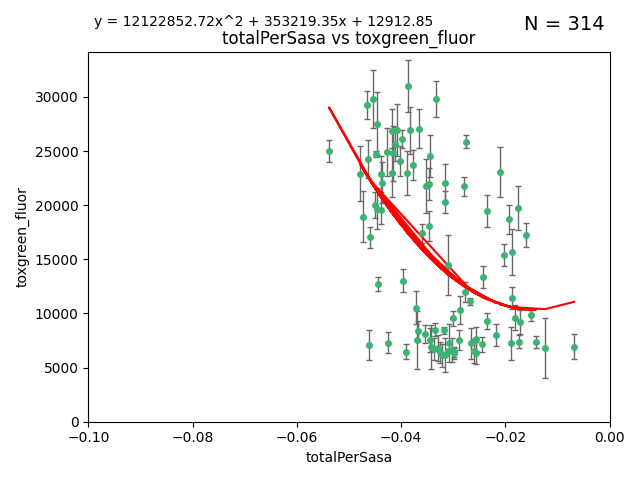 y = 12122852.72x^2 + 353219.35x + 12912.85
N = 314
totalPerSasa vs toxgreen_fluor
30000
25000
20000
15000
10000
5000
0
toxgreen_fluor
−0.10
−0.08
−0.06
−0.04
−0.02
0.00
totalPerSasa